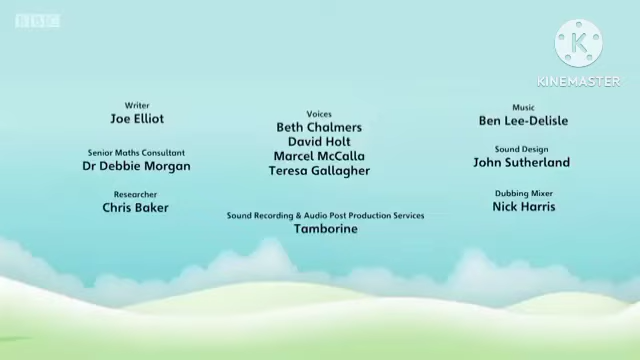 BBC
KINEMASTER
Writer
Joe Elliot
Senior Maths Consultant
Dr Debbie Morgan
Researcher
Chris Baker
Voices
Beth Chalmers
David Holt
Marcel McCalla
Teresa Gallagher
Sound Recording & Audio Post Production Services
Tamborine
Music
Ben Lee-Delisle
Sound Design
John Sutherland
Dubbing Mixer
Nick Harris